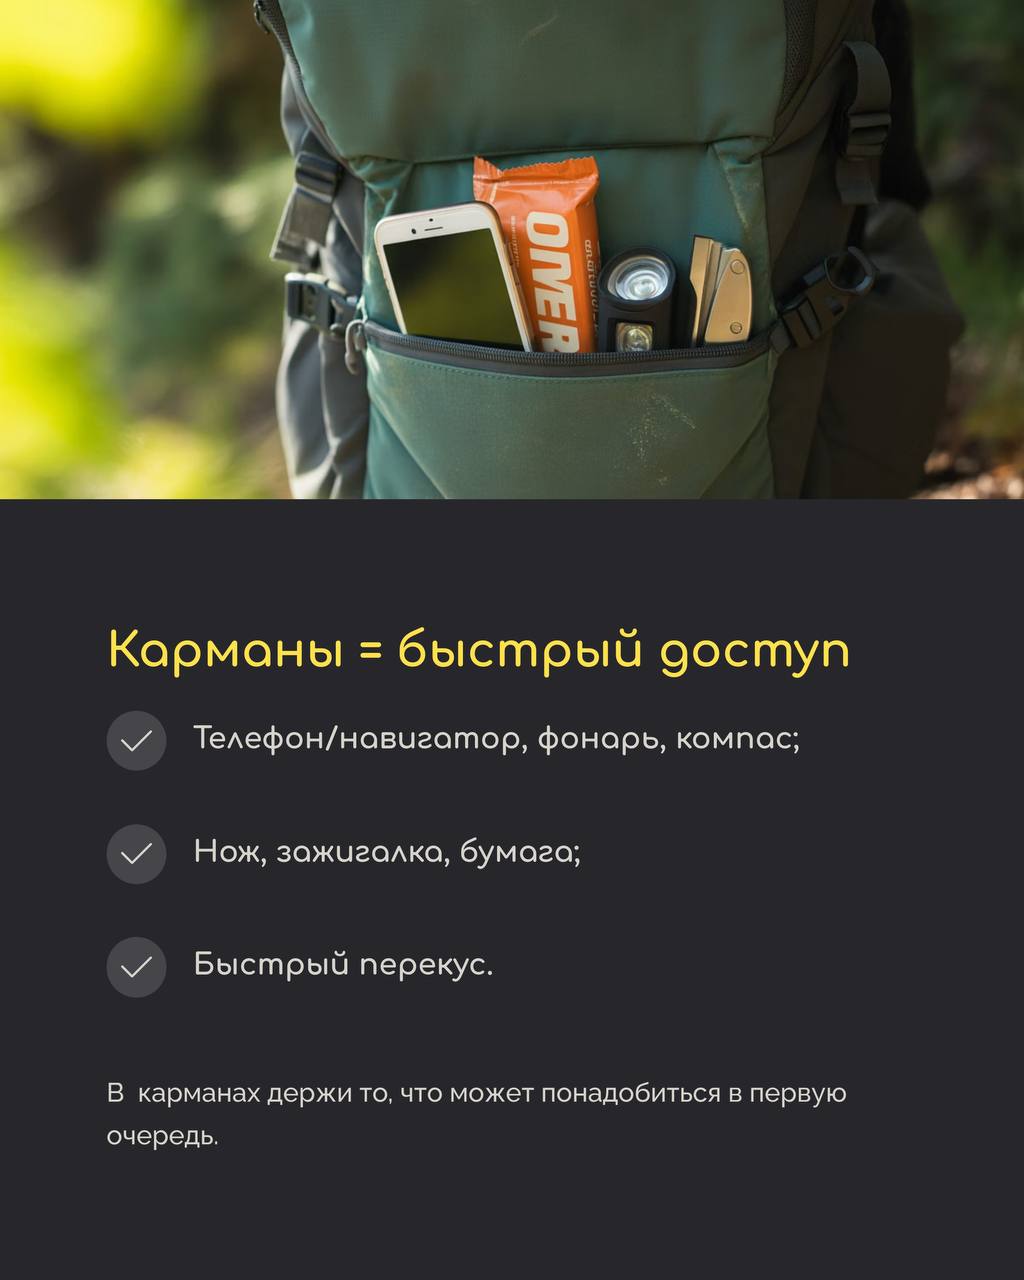 OVER
Карманы = быстрый доступ
Телефон/навигатор, фонарь, компас;
Нож, зажигалка, бумага;
Быстрый перекус.
В карманах держи то, что может понадобиться в первую
очередь.